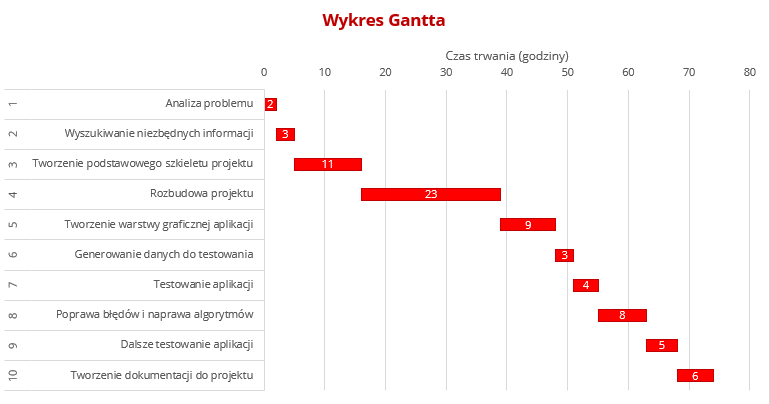 Wykres Gantta
Czas trwania (godziny)
0 10 20 30 40 50 60 70 80
1 Analiza problemu 2
2 Wyszukiwanie niezbędnych informacji 3
3 Tworzenie podstawowego szkieletu projektu 11
4 Rozbudowa projektu 23
5 Tworzenie warstwy graficznej aplikacji 9
6 Generowanie danych do testowania 3
7 Testowanie aplikacji 4
8 Poprawa błędów i naprawa algorytmów 8
9 Dalsze testowanie aplikacji 5
10 Tworzenie dokumentacji do projektu 6